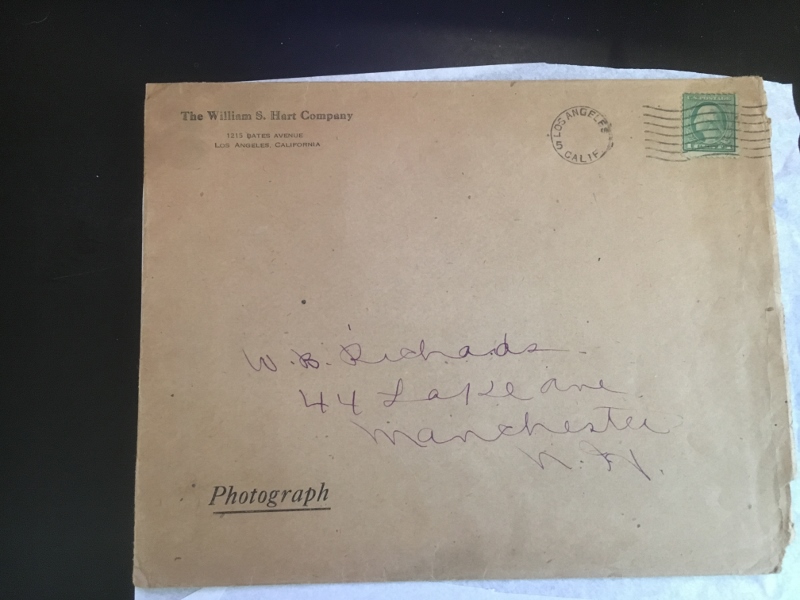 The William S. Hart Company
1215 BATES AVENUE
LOS ANGELES, CALIFORNIA
LOS ANGELES
CALIF.
W. B. Richards
44 Lake Ave
Manchester
N. H.
Photograph